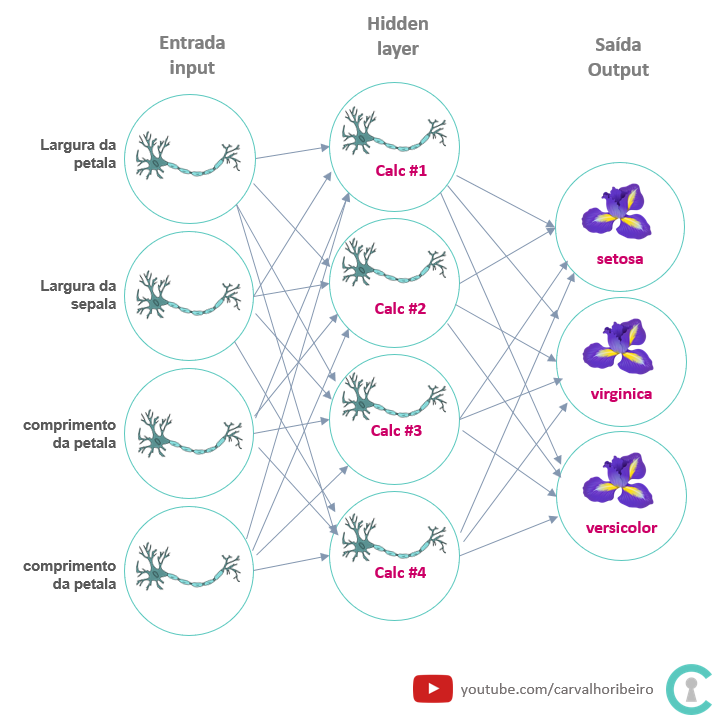 Entrada
input
Hidden
layer
Saída
Output
Largura da
petala
Largura da
sepala
comprimento
da petala
comprimento
da petala
Calc #1
Calc #2
Calc #3
Calc #4
setosa
virginica
versicolor
youtube.com/carvalhoribeiro